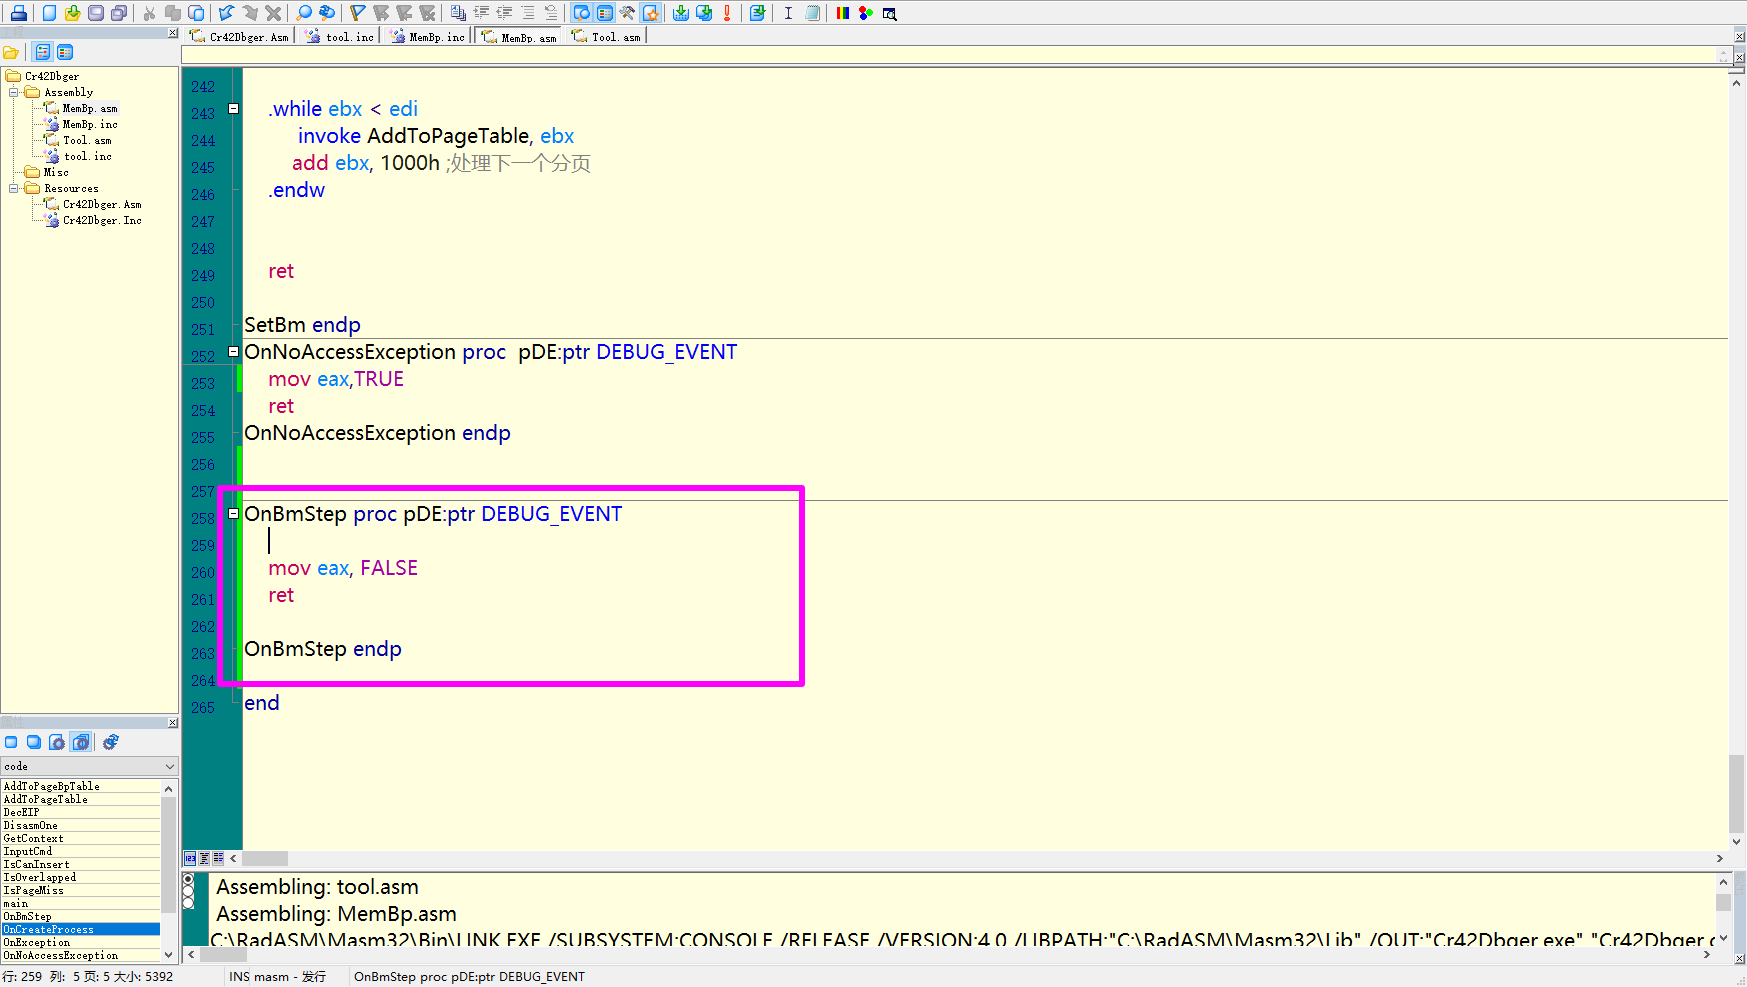 工程
Cr42Dbger.Asm tool.inc MemBp.inc MemBp.asm Tool.asm
Cr42Dbger
Assembly
MemBp.asm
MemBp.inc
Tool.asm
tool.inc
Misc
Resources
Cr42Dbger.Asm
Cr42Dbger.Inc
242
243 .while ebx < edi
244 invoke AddToPageTable, ebx
245 add ebx, 1000h ;处理下一个分页
246 .endw
247
248
249 ret
250
251 SetBm endp
252 OnNoAccessException proc pDE:ptr DEBUG_EVENT
253 mov eax,TRUE
254 ret
255 OnNoAccessException endp
256
257
258 OnBmStep proc pDE:ptr DEBUG_EVENT
259
260 mov eax, FALSE
261 ret
262
263 OnBmStep endp
264
265 end
属性
code
AddToPageBpTable
AddToPageTable
DecEIP
DisasmOne
GetContext
InputCmd
IsCanInsert
IsOverlapped
IsPageMiss
main
OnBmStep
OnCreateProcess
OnException
OnNoAccessException
Assembling: tool.asm
Assembling: MemBp.asm
C:\RadASM\Masm32\Bin\LINK.EXE /SUBSYSTEM:CONSOLE /RELEASE /VERSION:4.0 /LIBPATH:"C:\RadASM\Masm32\Lib" /OUT:"Cr42Dbger.exe" "Cr42Dbger.
行: 259 列: 5 页: 5 大小: 5392 INS masm - 发行 OnBmStep proc pDE:ptr DEBUG_EVENT